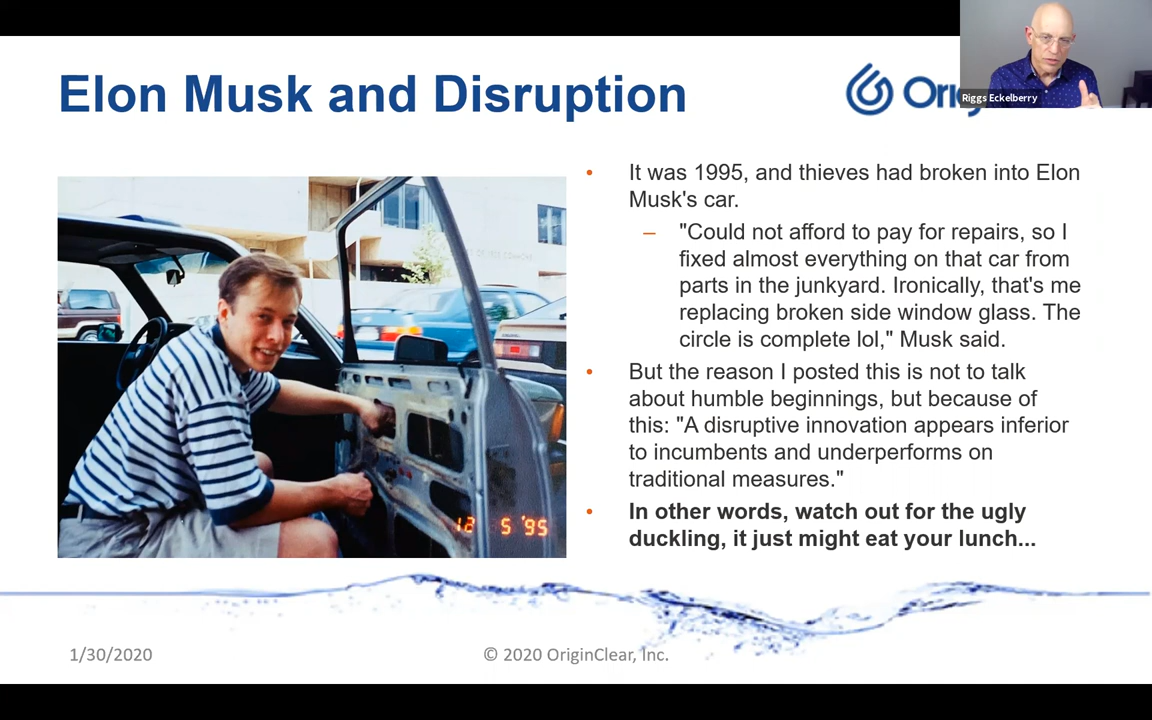 Elon Musk and Disruption
Riggs Eckelberry
• It was 1995, and thieves had broken into Elon
Musk's car.
– "Could not afford to pay for repairs, so I
fixed almost everything on that car from
parts in the junkyard. Ironically, that's me
replacing broken side window glass. The
circle is complete lol," Musk said.
• But the reason I posted this is not to talk
about humble beginnings, but because of
this: "A disruptive innovation appears inferior
to incumbents and underperforms on
traditional measures."
• In other words, watch out for the ugly
duckling, it just might eat your lunch...
12 5 '95
1/30/2020
© 2020 OriginClear, Inc.